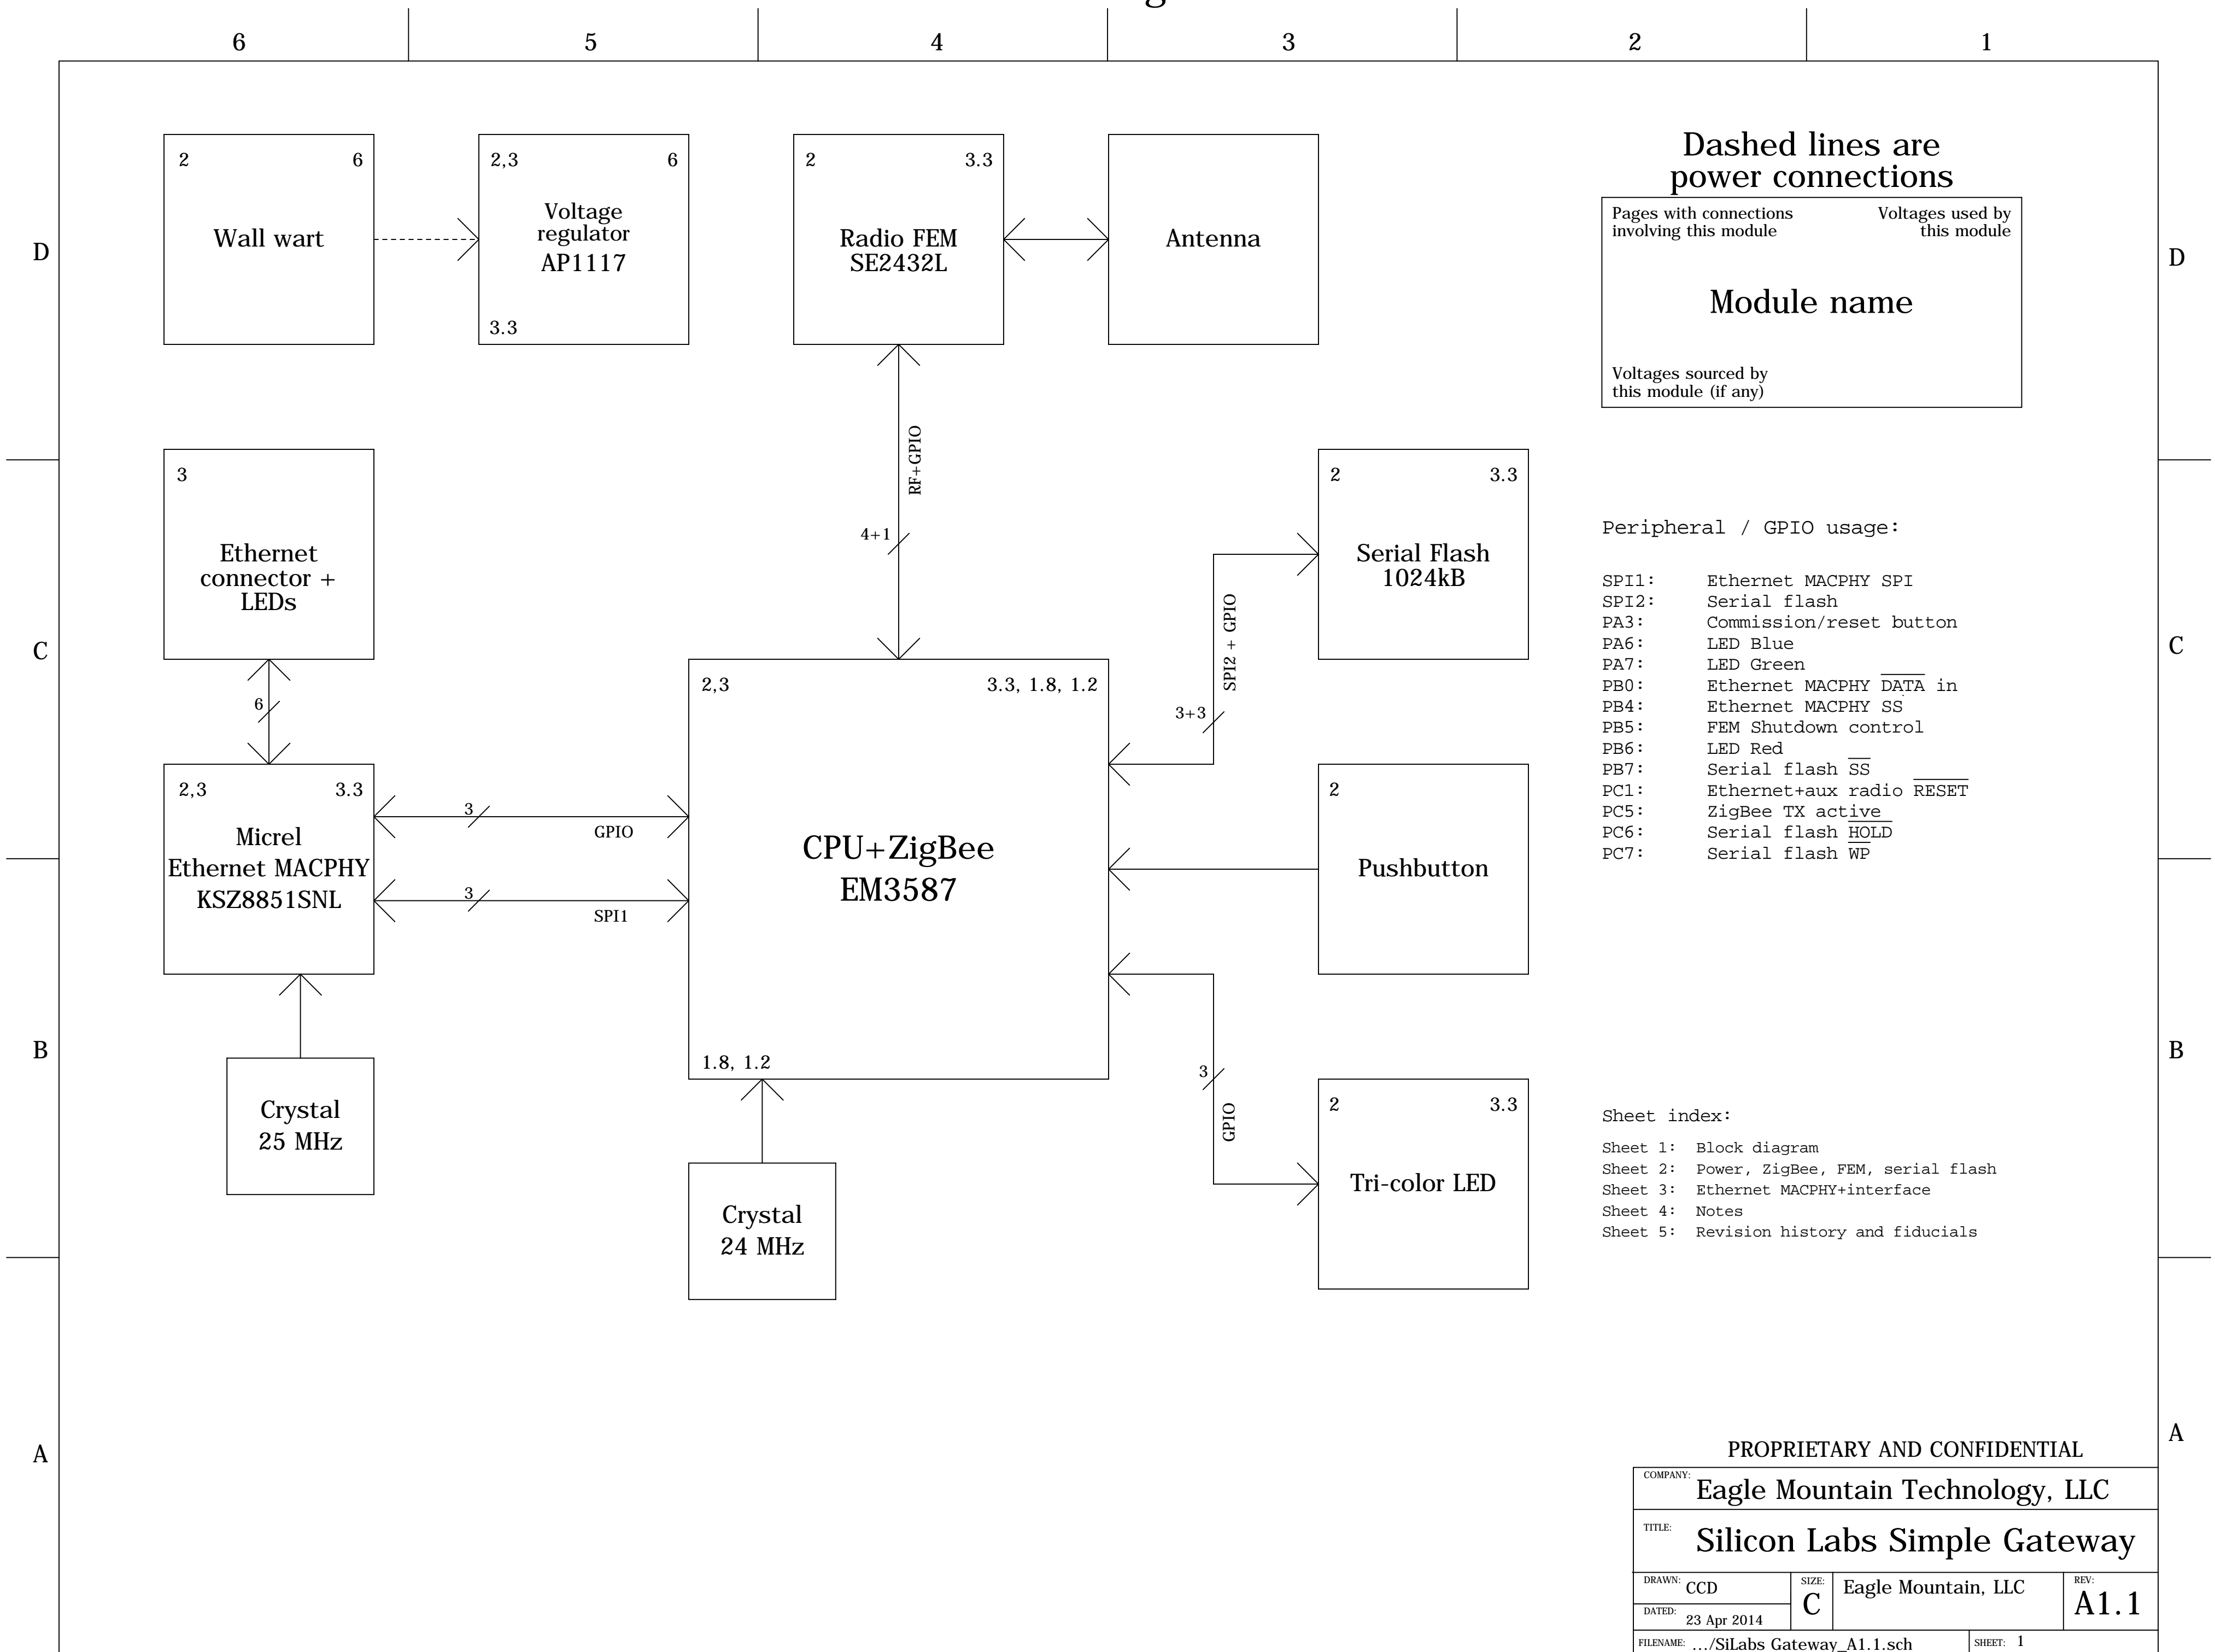 6 5 4 3 2 1
D
C
B
A
D
C
B
A
2 6
Wall wart
2,3 6
Voltage
regulator
AP1117
3.3
2 3.3
Radio FEM
SE2432L
Antenna
Dashed lines are
power connections
Pages with connections
involving this module
Voltages used by
this module
Module name
Voltages sourced by
this module (if any)
RF+GPIO
4+1
3
Ethernet
connector +
LEDs
6
2,3 3.3
Micrel
Ethernet MACPHY
KSZ8851SNL
3
GPIO
3
SPI1
Crystal
25 MHz
2,3 3.3, 1.8, 1.2
CPU+ZigBee
EM3587
1.8, 1.2
Crystal
24 MHz
SPI2 + GPIO
3+3
2 3.3
Serial Flash
1024kB
2
Pushbutton
3
GPIO
2 3.3
Tri-color LED
Peripheral / GPIO usage:
SPI1: Ethernet MACPHY SPI
SPI2: Serial flash
PA3: Commission/reset button
PA6: LED Blue
PA7: LED Green
PB0: Ethernet MACPHY DATA in
PB4: Ethernet MACPHY SS
PB5: FEM Shutdown control
PB6: LED Red
PB7: Serial flash SS
PC1: Ethernet+aux radio RESET
PC5: ZigBee TX active
PC6: Serial flash HOLD
PC7: Serial flash WP
Sheet index:
Sheet 1: Block diagram
Sheet 2: Power, ZigBee, FEM, serial flash
Sheet 3: Ethernet MACPHY+interface
Sheet 4: Notes
Sheet 5: Revision history and fiducials
PROPRIETARY AND CONFIDENTIAL
COMPANY: Eagle Mountain Technology, LLC
TITLE: Silicon Labs Simple Gateway
DRAWN: CCD
DATED: 23 Apr 2014
SIZE: C
Eagle Mountain, LLC
REV: A1.1
FILENAME: .../SiLabs Gateway_A1.1.sch
SHEET: 1